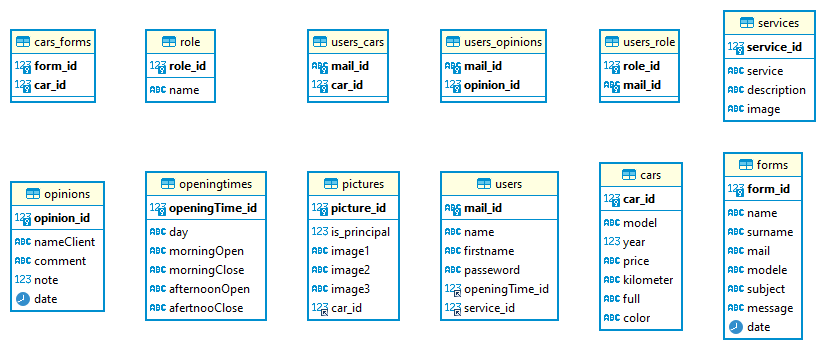 cars_forms
123 form_id
123 car_id
role
123 role_id
ABC name
users_cars
ABC mail_id
ABC car_id
users_opinions
ABC mail_id
ABC opinion_id
users_role
123 role_id
ABC mail_id
services
123 service_id
ABC service
ABC description
ABC image
opinions
123 opinion_id
ABC nameClient
ABC comment
123 note
date
openingtimes
123 openingTime_id
ABC day
ABC morningOpen
ABC morningClose
ABC afternoonOpen
ABC afertnooClose
pictures
123 picture_id
123 is_principal
ABC image1
ABC image2
ABC image3
123 car_id
users
ABC mail_id
ABC name
ABC firstname
ABC passeword
123 openingTime_id
123 service_id
cars
123 car_id
ABC model
123 year
ABC price
ABC kilometer
ABC full
ABC color
forms
123 form_id
ABC name
ABC surname
ABC mail
ABC modele
ABC subject
ABC message
date